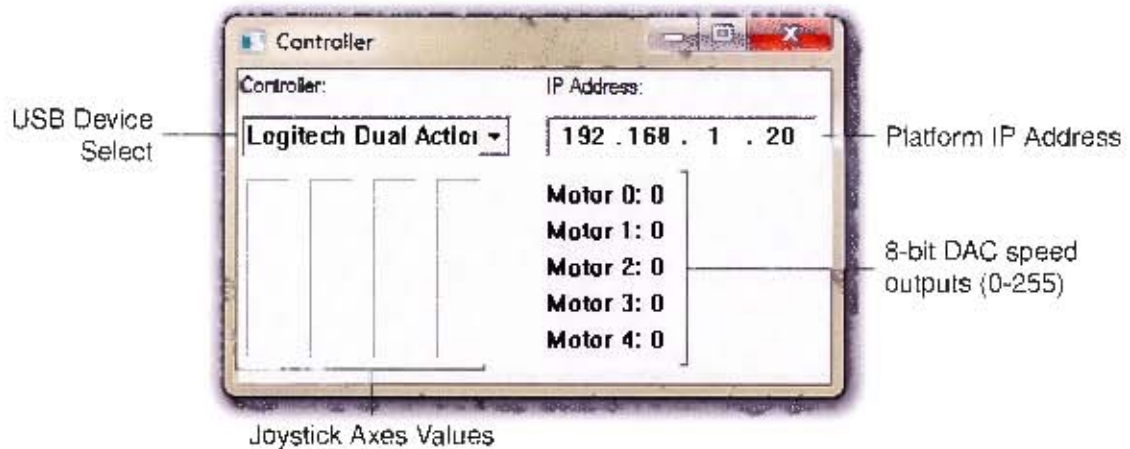 Controller
Controller:
IP Address:
USB Device
Select
Logitech Dual Action
192 . 168 . 1 . 20
Platform IP Address
Motor 0: 0
Motor 1: 0
Motor 2: 0
Motor 3: 0
Motor 4: 0
8-bit DAC speed
outputs (0-255)
Joystick Axes Values